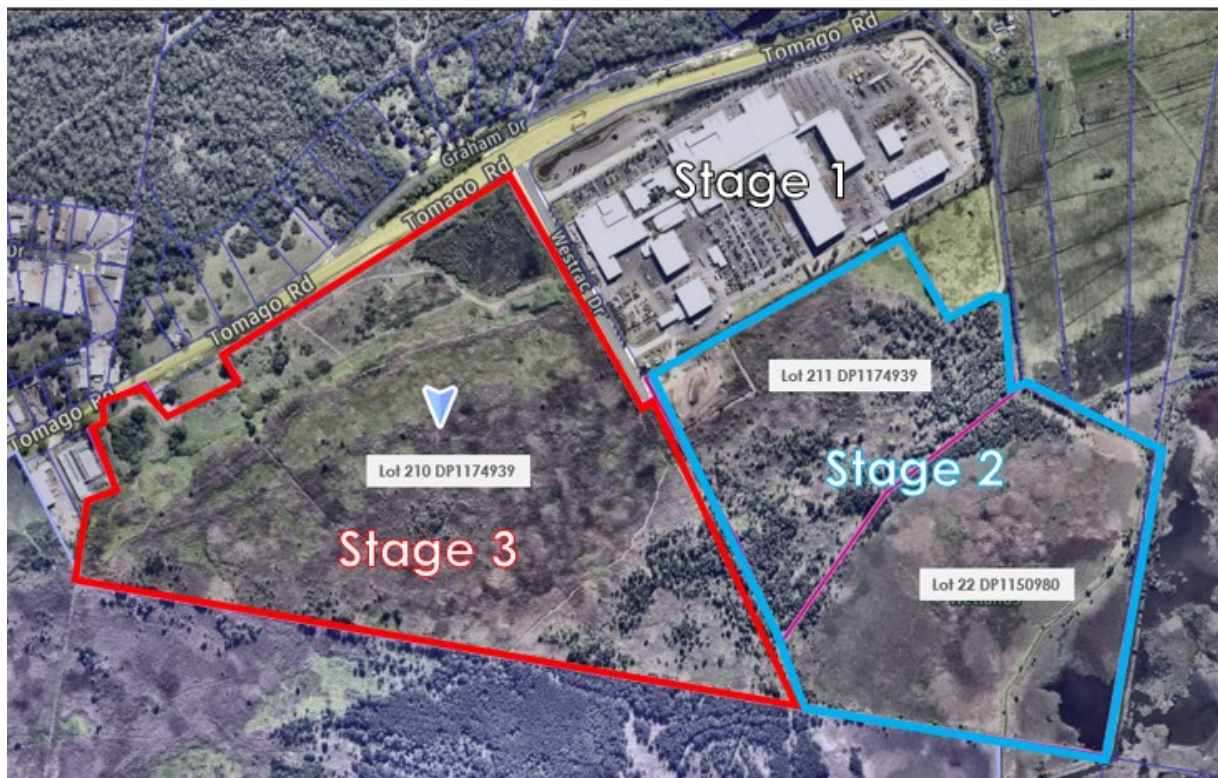 Tomago Rd
Graham Dr
Tomago Rd
Stage 1
Westrac Dr
Dr
Tomago Rd
Lot 211 DP1174939
Tomago Rd
Lot 210 DP1174939
Stage 2
Stage 3
Lot 22 DP1150980
Wetlands